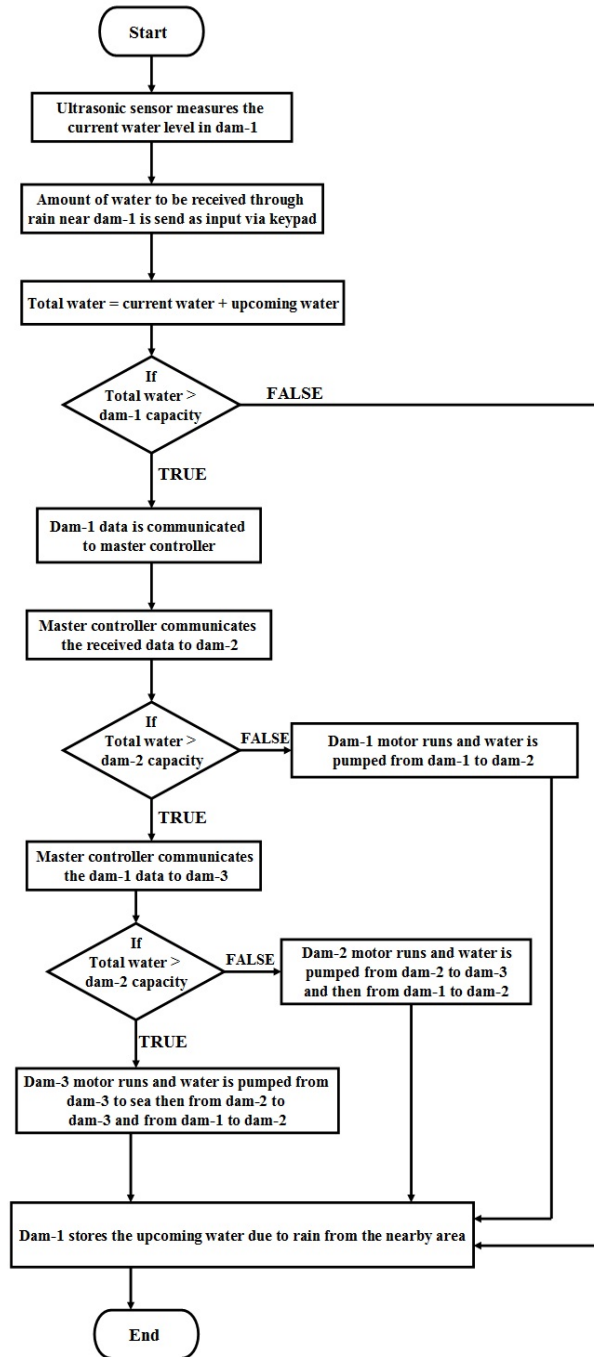 Start
Ultrasonic sensor measures the
current water level in dam-1
Amount of water to be received through
rain near dam-1 is send as input via keypad
Total water = current water + upcoming water
If
Total water >
dam-1 capacity
FALSE
TRUE
Dam-1 data is communicated
to master controller
Master controller communicates
the received data to dam-2
If
Total water >
dam-2 capacity
FALSE
Dam-1 motor runs and water is
pumped from dam-1 to dam-2
TRUE
Master controller communicates
the dam-1 data to dam-3
If
Total water >
dam-2 capacity
FALSE
Dam-2 motor runs and water is
pumped from dam-2 to dam-3
and then from dam-1 to dam-2
TRUE
Dam-3 motor runs and water is pumped from
dam-3 to sea then from dam-2 to
dam-3 and from dam-1 to dam-2
Dam-1 stores the upcoming water due to rain from the nearby area
End